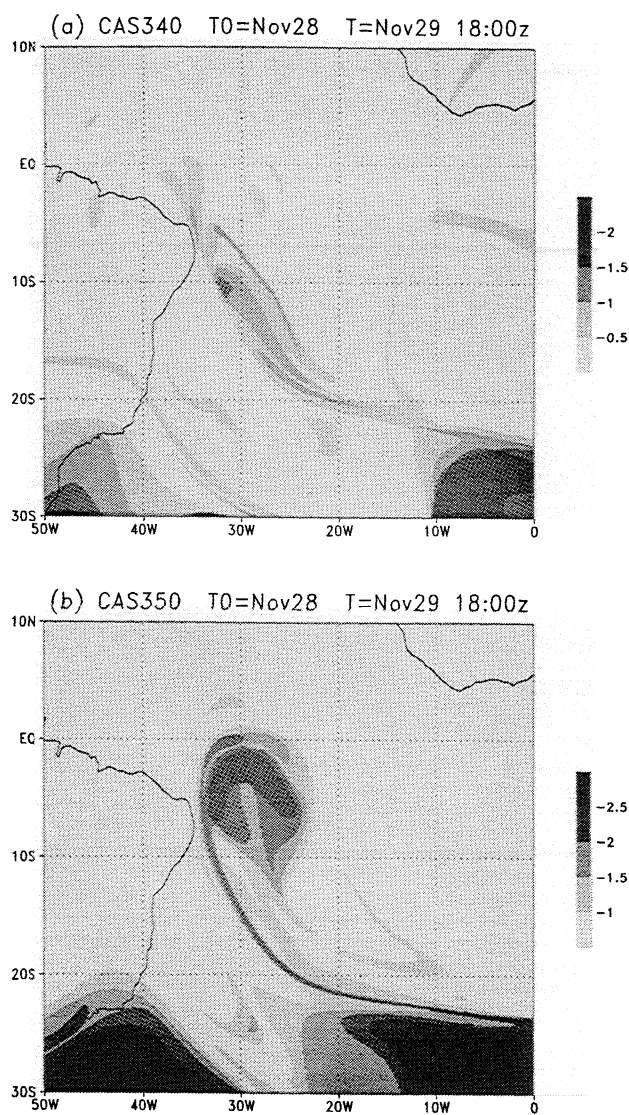 (a) CAS340 T0=Nov28 T=Nov29 18:00z
10N
EQ
10S
20S
30S
50W 40W 30W 20W 10W 0
-2
-1.5
-1
-0.5
(b) CAS350 T0=Nov28 T=Nov29 18:00z
10N
EQ
10S
20S
30S
50W 40W 30W 20W 10W 0
-2.5
-2
-1.5
-1